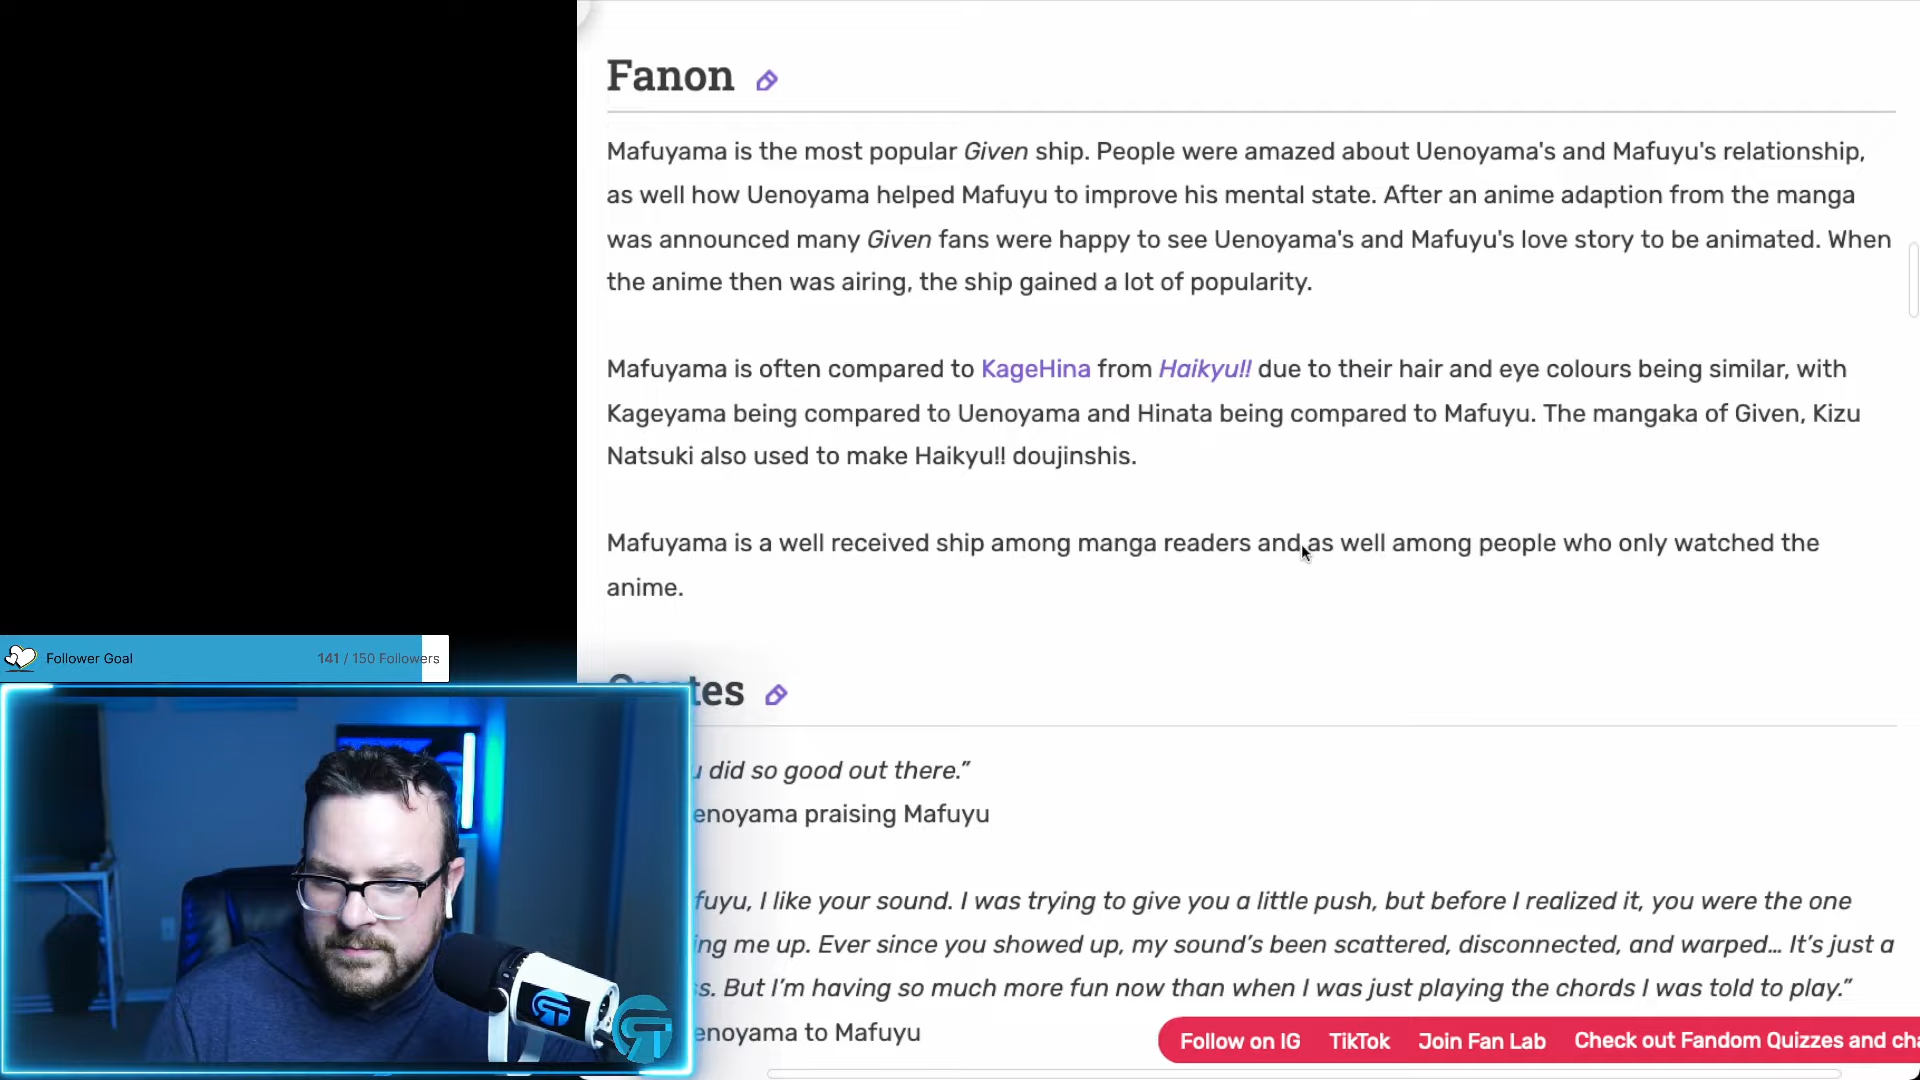 Fanon
Mafuyama is the most popular Given ship. People were amazed about Uenoyama's and Mafuyu's relationship,
as well how Uenoyama helped Mafuyu to improve his mental state. After an anime adaption from the manga
was announced many Given fans were happy to see Uenoyama's and Mafuyu's love story to be animated. When
the anime then was airing, the ship gained a lot of popularity.
Mafuyama is often compared to KageHina from Haikyu!! due to their hair and eye colours being similar, with
Kageyama being compared to Uenoyama and Hinata being compared to Mafuyu. The mangaka of Given, Kizu
Natsuki also used to make Haikyu!! doujinshis.
Mafuyama is a well received ship among manga readers and as well among people who only watched the
anime.
Follower Goal 141 / 150 Followers
did so good out there.”
enoyama praising Mafuyu
fuyu, I like your sound. I was trying to give you a little push, but before I realized it, you were the one
ing me up. Ever since you showed up, my sound’s been scattered, disconnected, and warped... It’s just a
s. But I’m having so much more fun now than when I was just playing the chords I was told to play.”
enoyama to Mafuyu
Follow on IG TikTok Join Fan Lab Check out Fandom Quizzes and cha